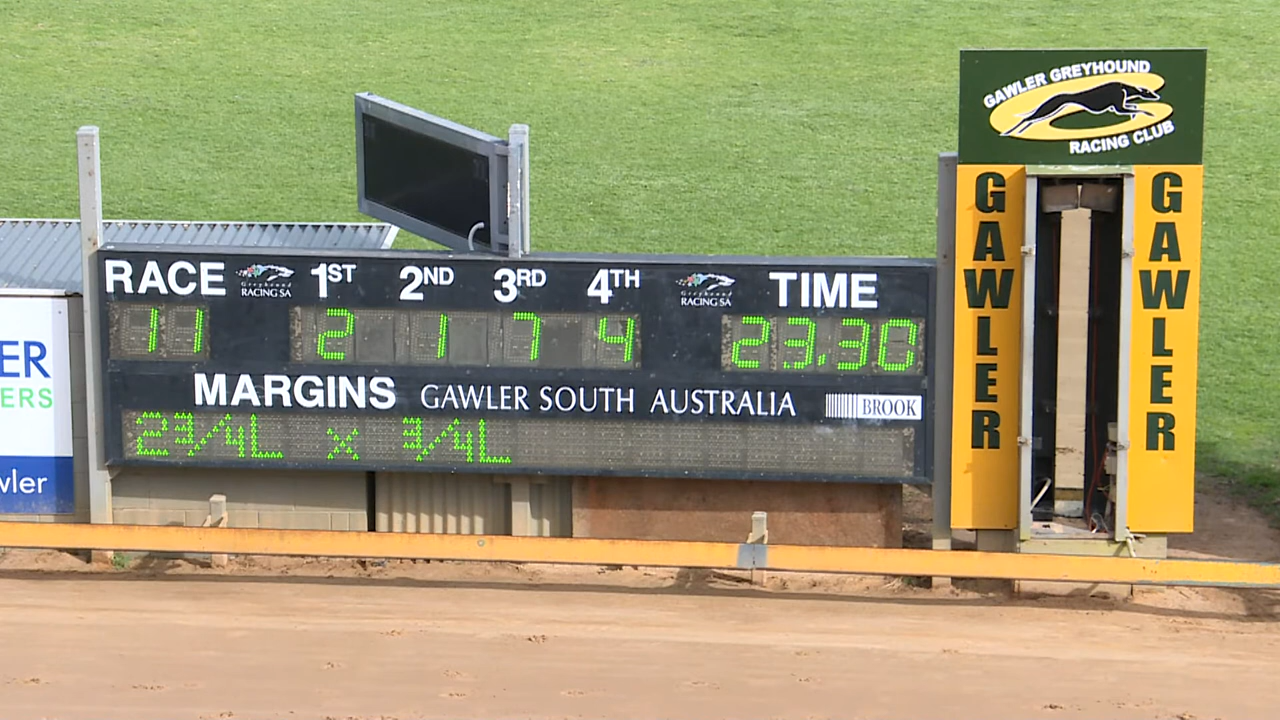 GAWLER GREYHOUND
RACING CLUB
GAWLER
GAWLER
RACE
Greyhound
RACING SA
1ST
2ND
3RD
4TH
Greyhound
RACING SA
TIME
11
2
1
7
4
23.30
MARGINS
GAWLER SOUTH AUSTRALIA
BROOK
2 3/4L x 3/4L
ER
ERS
wler